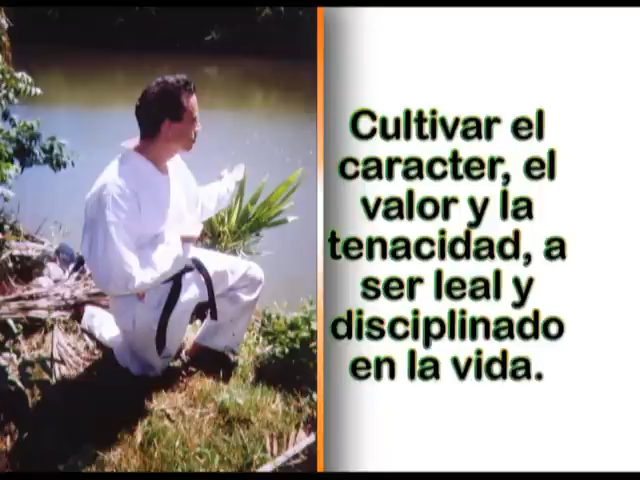 Cultivar el
caracter, el
valor y la
tenacidad, a
ser leal y
disciplinado
en la vida.